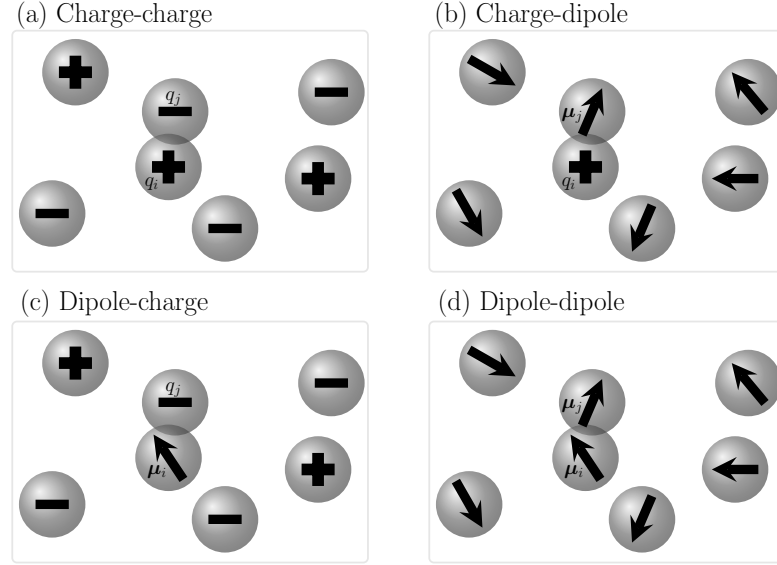 (a) Charge-charge
q_j
q_i
(b) Charge-dipole
μ_j
q_i
(c) Dipole-charge
q_j
μ_i
(d) Dipole-dipole
μ_j
μ_i